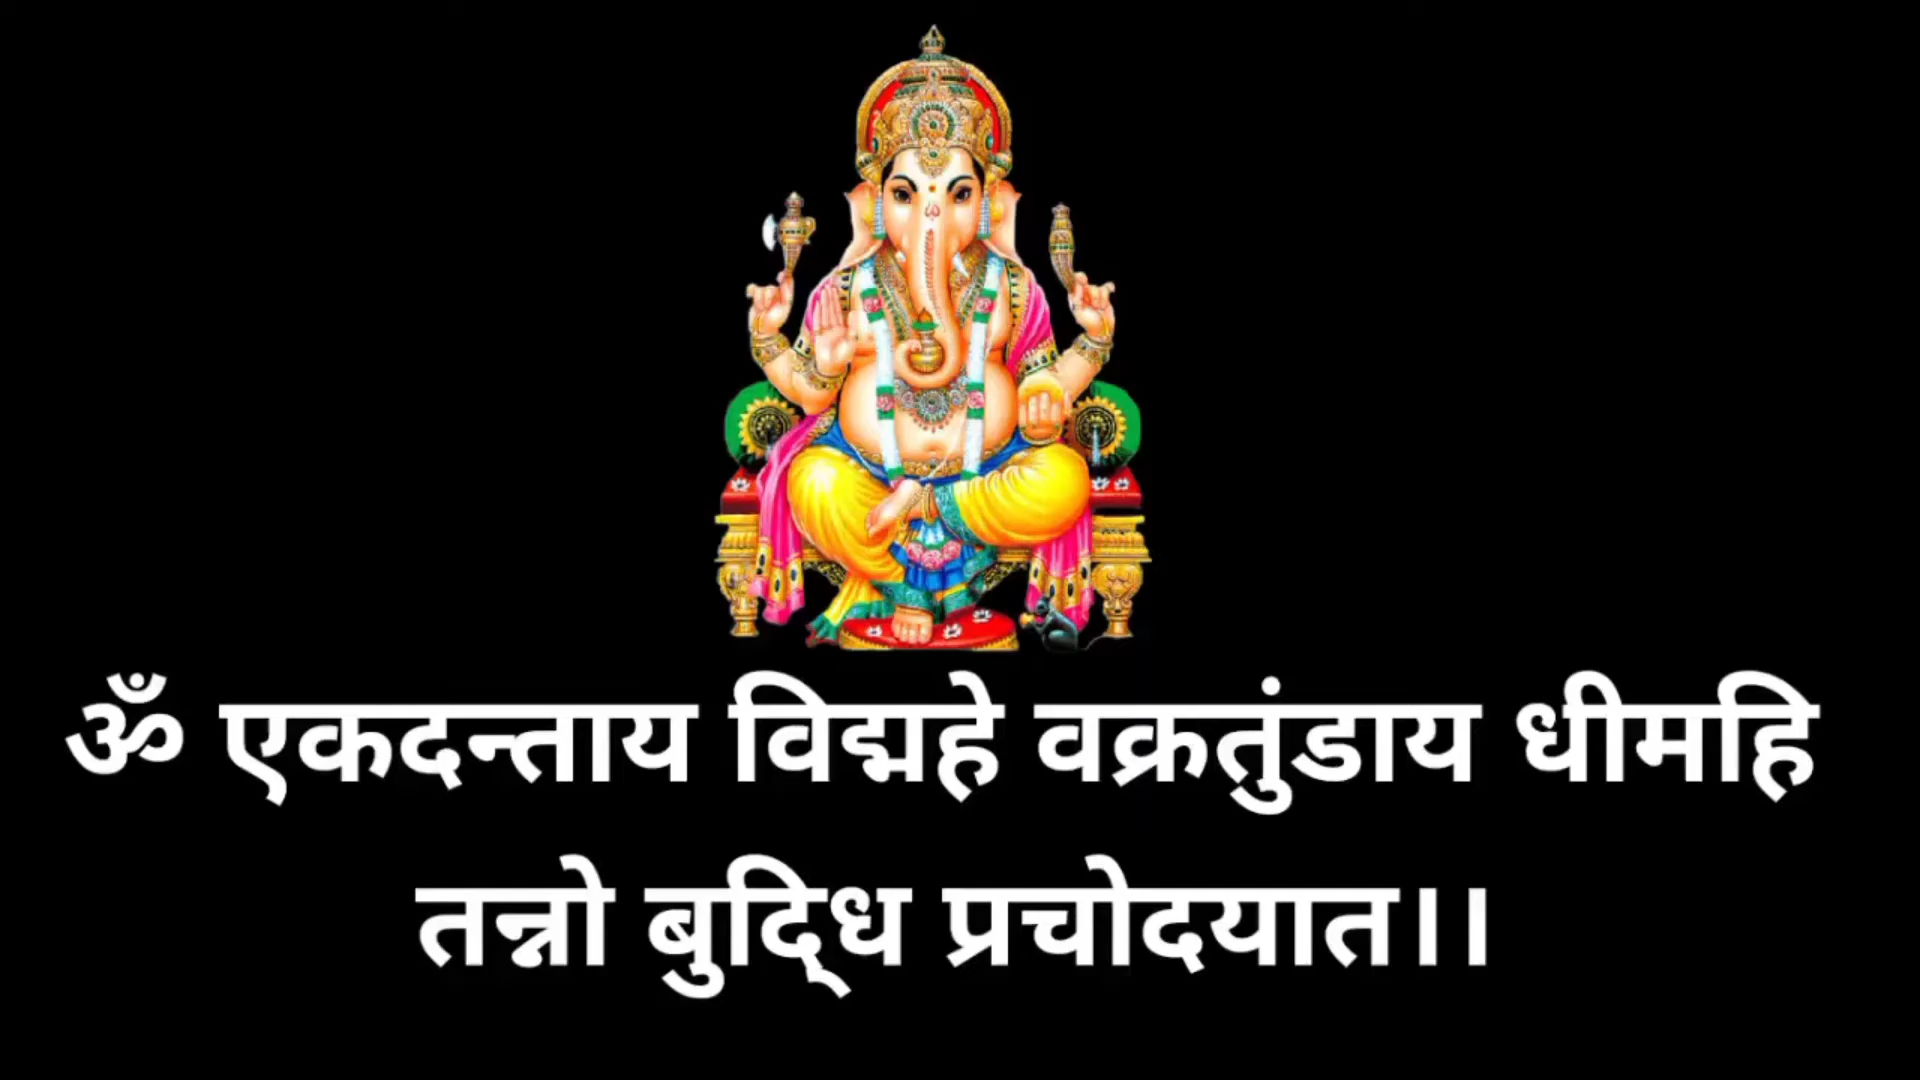 ॐ एकदन्ताय विद्महे वक्रतुंडाय धीमहि
तन्नो बुद्धि प्रचोदयात।।